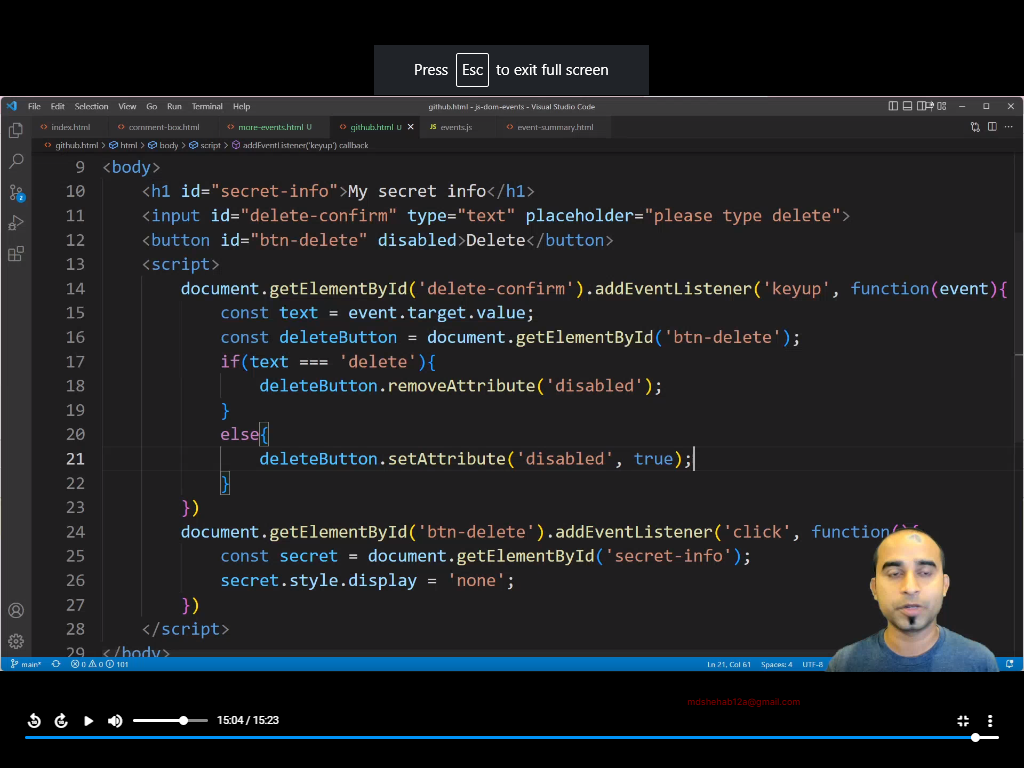 Press Esc to exit full screen
File Edit Selection View Go Run Terminal Help
github.html - js-dom-events - Visual Studio Code
index.html comment-box.html more-events.html U github.html U JS events.js event-summary.html
github.html > html > body > script > addEventListener('keyup') callback
9 <body>
10 <h1 id="secret-info">My secret info</h1>
11 <input id="delete-confirm" type="text" placeholder="please type delete">
12 <button id="btn-delete" disabled>Delete</button>
13 <script>
14 document.getElementById('delete-confirm').addEventListener('keyup', function(event){
15 const text = event.target.value;
16 const deleteButton = document.getElementById('btn-delete');
17 if(text === 'delete'){
18 deleteButton.removeAttribute('disabled');
19 }
20 else{
21 deleteButton.setAttribute('disabled', true);
22 }
23 })
24 document.getElementById('btn-delete').addEventListener('click', function(){
25 const secret = document.getElementById('secret-info');
26 secret.style.display = 'none';
27 })
28 </script>
29 </body>
main* 0 0 101 Ln 21, Col 61 Spaces: 4 UTF-8
mdshehab12a@gmail.com
15:04 / 15:23